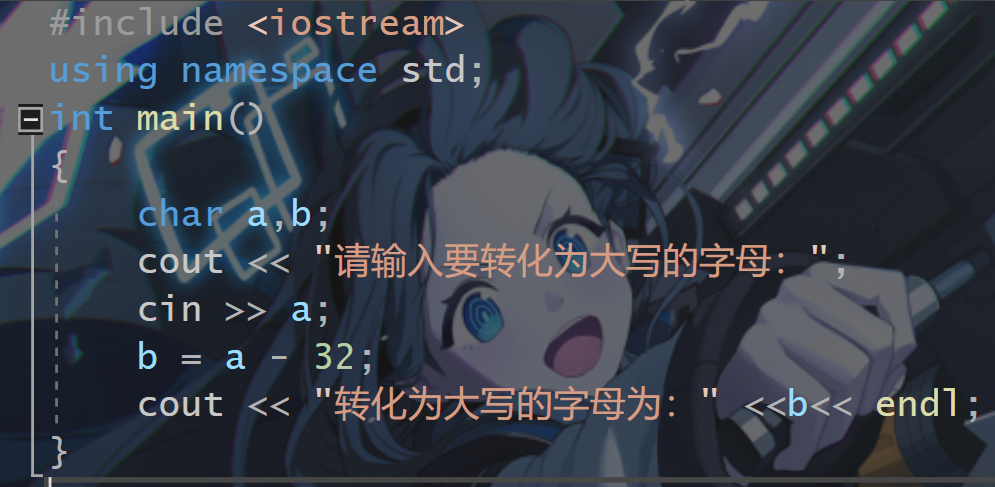 #include <iostream>
using namespace std;
int main()
{
char a,b;
cout << "请输入要转化为大写的字母：";
cin >> a;
b = a - 32;
cout << "转化为大写的字母为：" <<b<< endl;
}